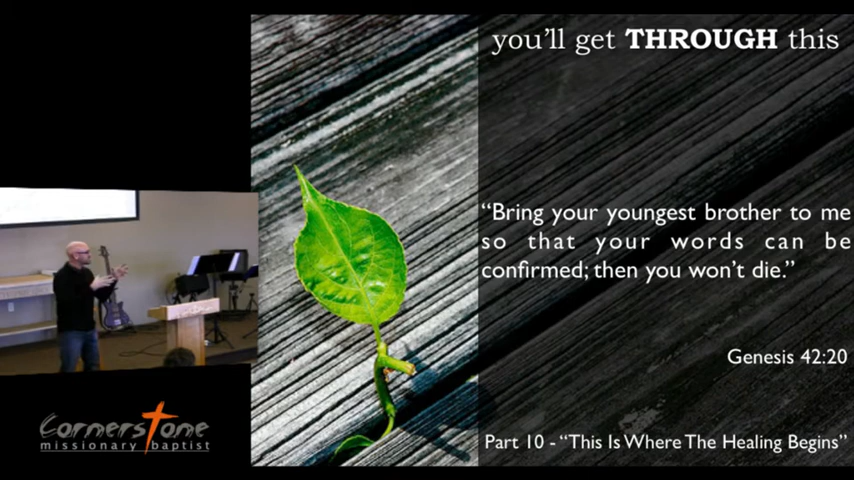 you'll get THROUGH this
“Bring your youngest brother to me
so that your words can be
confirmed; then you won't die.”
Genesis 42:20
Part 10 - “This Is Where The Healing Begins”
Cornerstone
missionary baptist